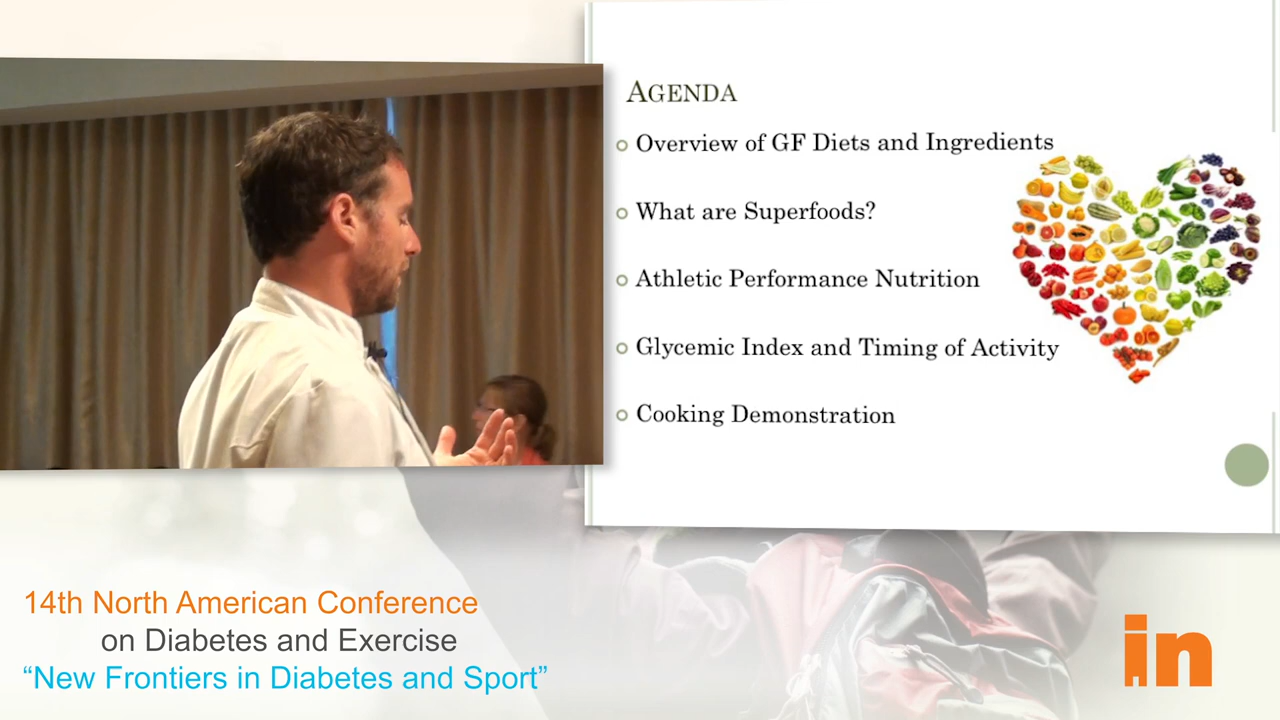 AGENDA
Overview of GF Diets and Ingredients
What are Superfoods?
Athletic Performance Nutrition
Glycemic Index and Timing of Activity
Cooking Demonstration
14th North American Conference
on Diabetes and Exercise
“New Frontiers in Diabetes and Sport”
in